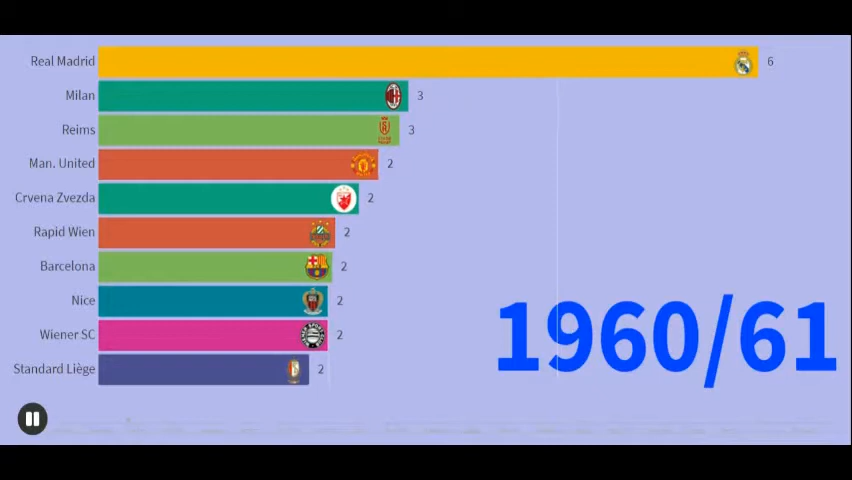 Real Madrid 6
Milan 3
Reims 3
Man. United 2
Crvena Zvezda 2
Rapid Wien 2
Barcelona 2
Nice 2
Wiener SC 2
Standard Liège 2
1960/61